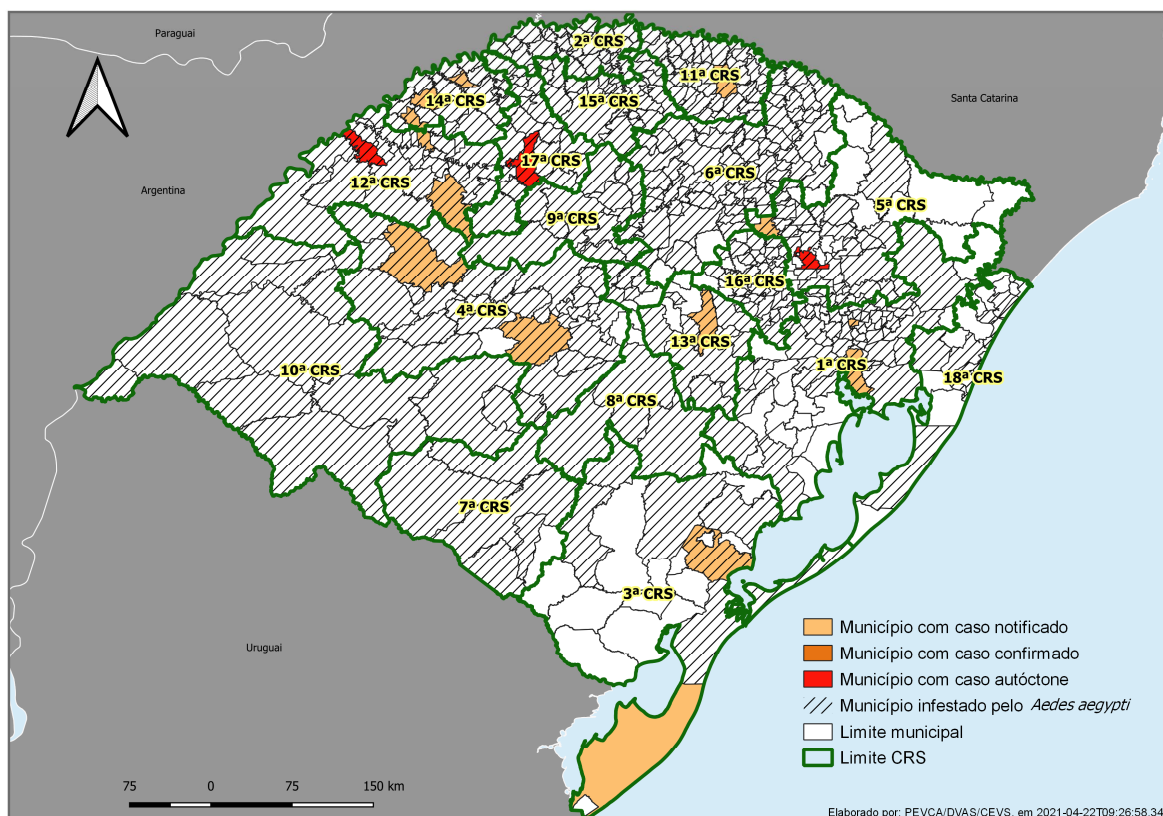 Paraguai
2ª CRS
11ª CRS
14ª CRS
15ª CRS
Santa Catarina
17ª CRS
6ª CRS
12ª CRS
Argentina
5ª CRS
9ª CRS
16ª CRS
4ª CRS
13ª CRS
10ª CRS
1ª CRS
18ª CRS
8ª CRS
7ª CRS
3ª CRS
Uruguai
Município com caso notificado
Município com caso confirmado
Município com caso autóctone
Município infestado pelo Aedes aegypti
Limite municipal
Limite CRS
75 0 75 150 km
Elaborado por: PEVCA/DVAS/CEVS, em 2021-04-22T09:26:58.34